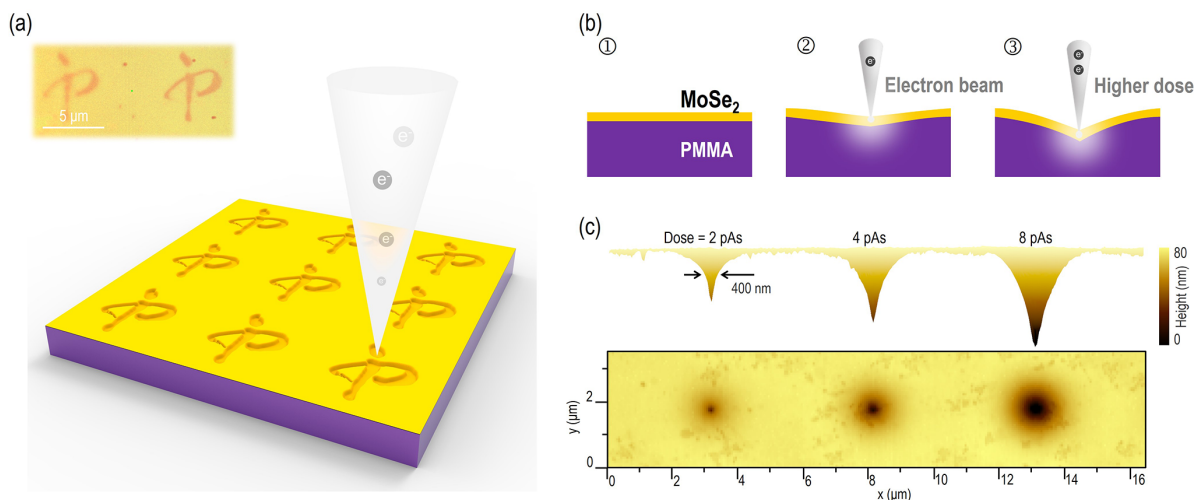 (a)
5 µm
e-
e-
e-
e-
(b)
① ② ③
e-
e-
e-
Electron beam
Higher dose
MoSe₂
PMMA
(c)
Dose = 2 pAs 4 pAs 8 pAs
400 nm
80
Height (nm)
0
y (µm)
2
0
0 2 4 6 8 10 12 14 16
x (µm)